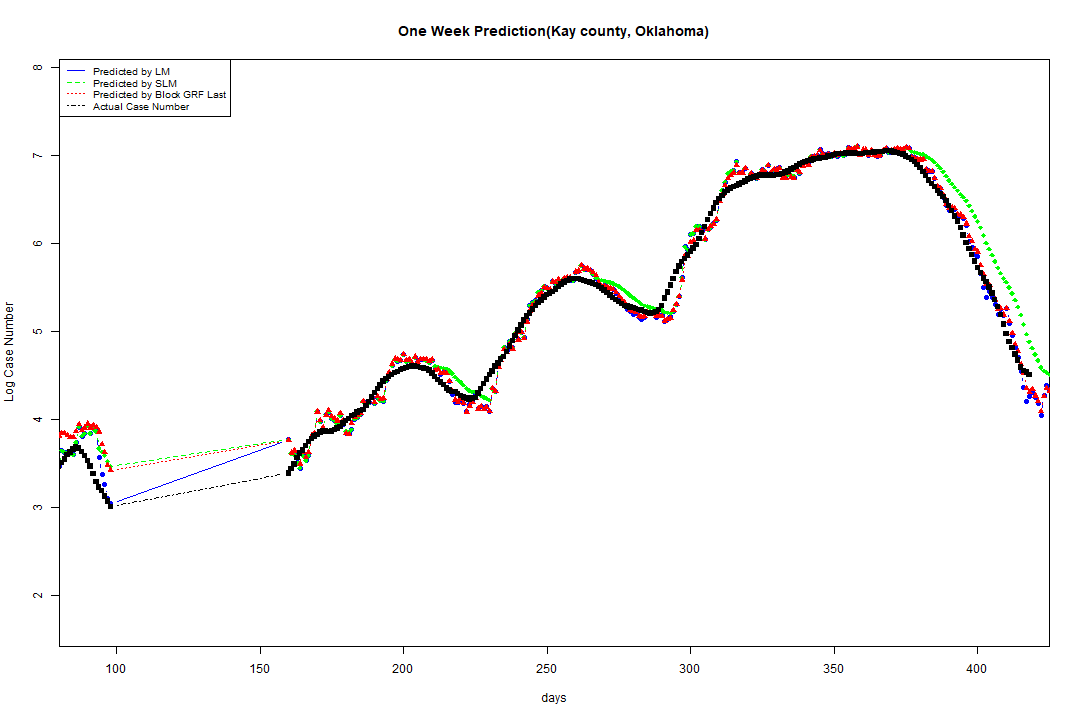 One Week Prediction(Kay county, Oklahoma)
Predicted by LM
Predicted by SLM
Predicted by Block GRF Last
Actual Case Number
8
7
6
5
4
3
2
Log Case Number
100 150 200 250 300 350 400
days